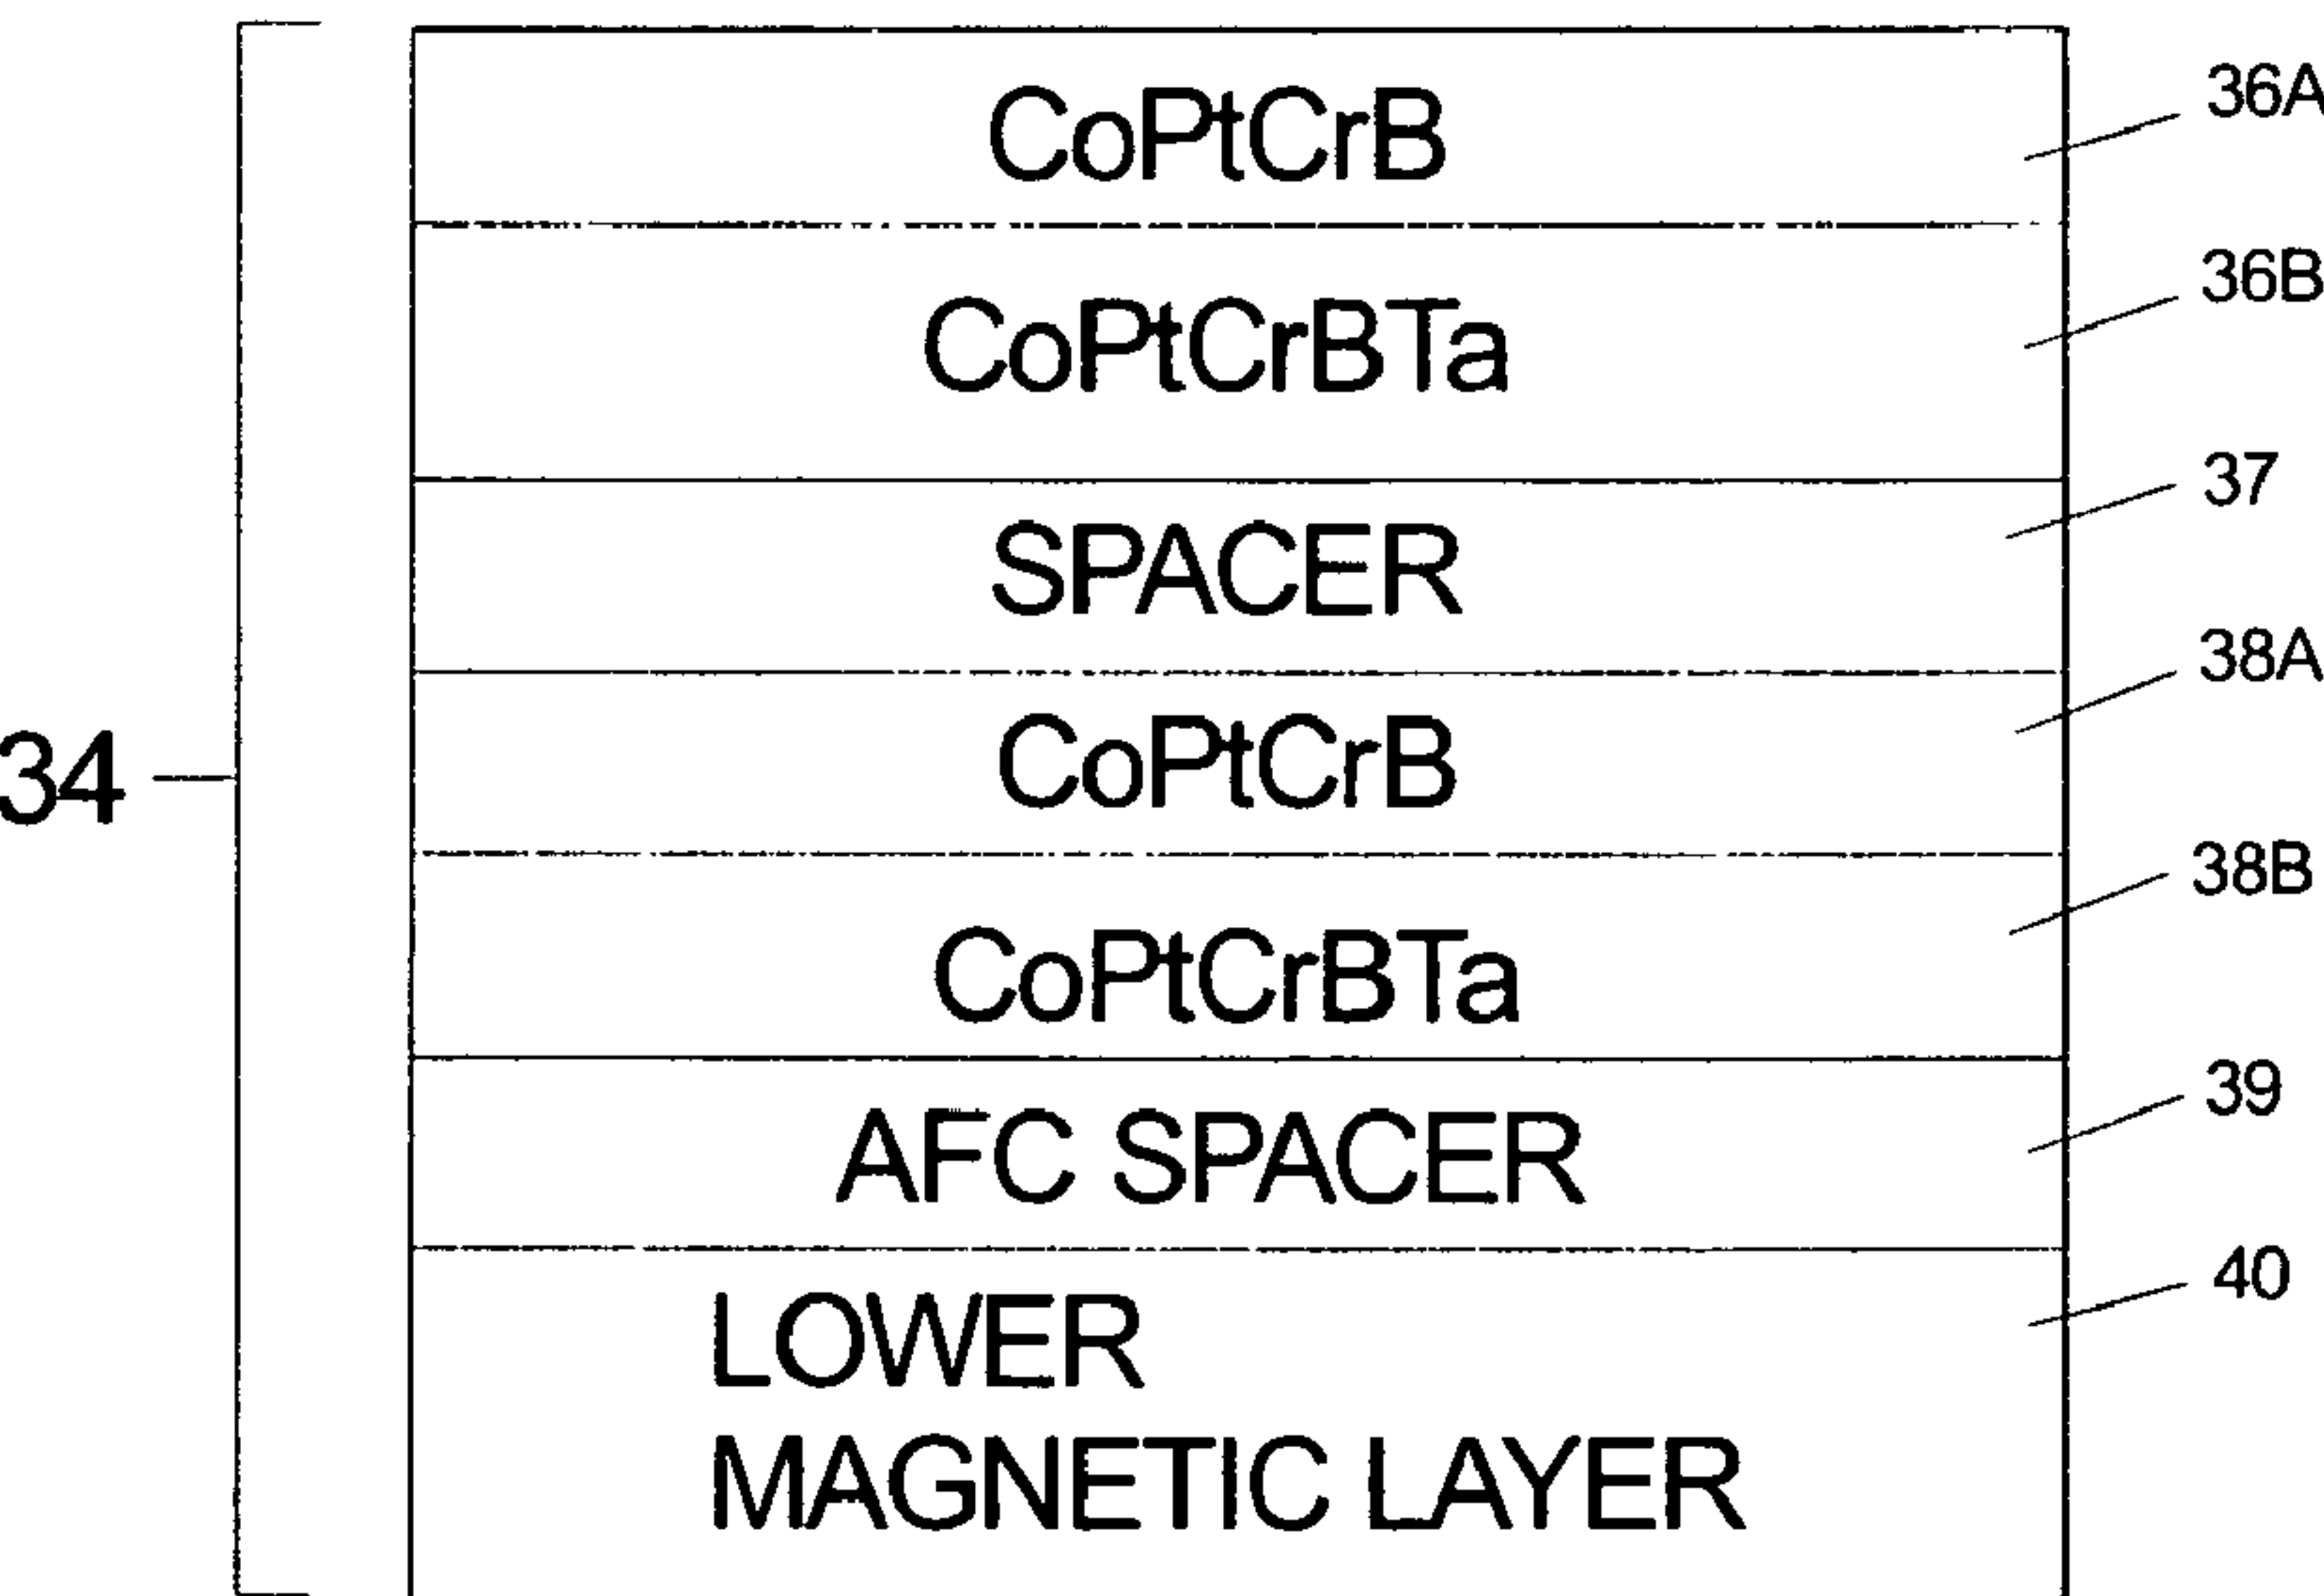 CoPtCrB
36A
CoPtCrBTa
36B
SPACER
37
CoPtCrB
38A
34
CoPtCrBTa
38B
AFC SPACER
39
LOWER
40
MAGNETIC LAYER